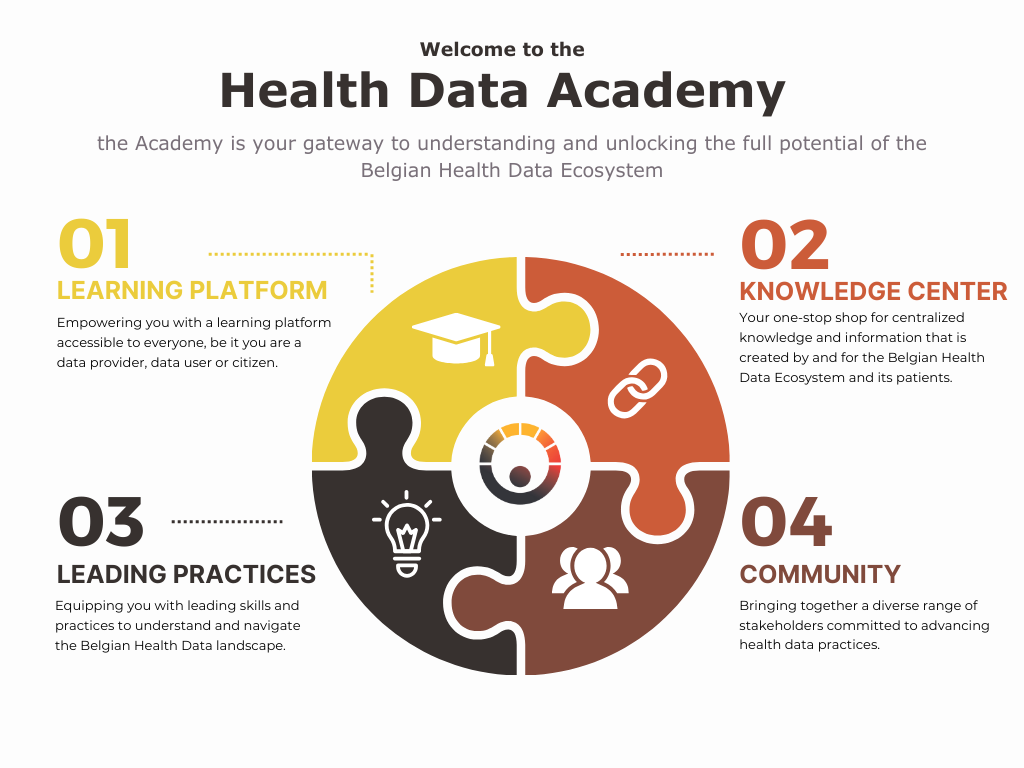 Welcome to the
Health Data Academy
the Academy is your gateway to understanding and unlocking the full potential of the
Belgian Health Data Ecosystem
01
LEARNING PLATFORM
Empowering you with a learning platform
accessible to everyone, be it you are a
data provider, data user or citizen.
02
KNOWLEDGE CENTER
Your one-stop shop for centralized
knowledge and information that is
created by and for the Belgian Health
Data Ecosystem and its patients.
03
LEADING PRACTICES
Equipping you with leading skills and
practices to understand and navigate
the Belgian Health Data landscape.
04
COMMUNITY
Bringing together a diverse range of
stakeholders committed to advancing
health data practices.